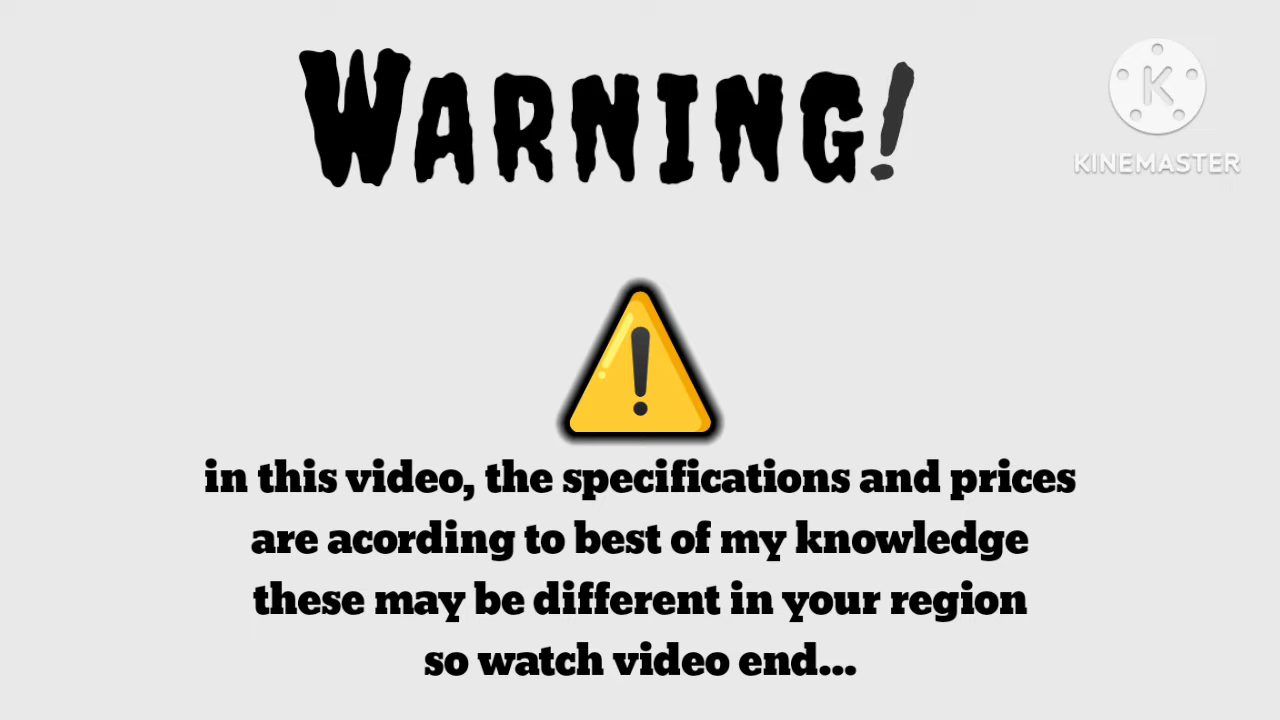 WARNING!
KINEMASTER
in this video, the specifications and prices
are acording to best of my knowledge
these may be different in your region
so watch video end...